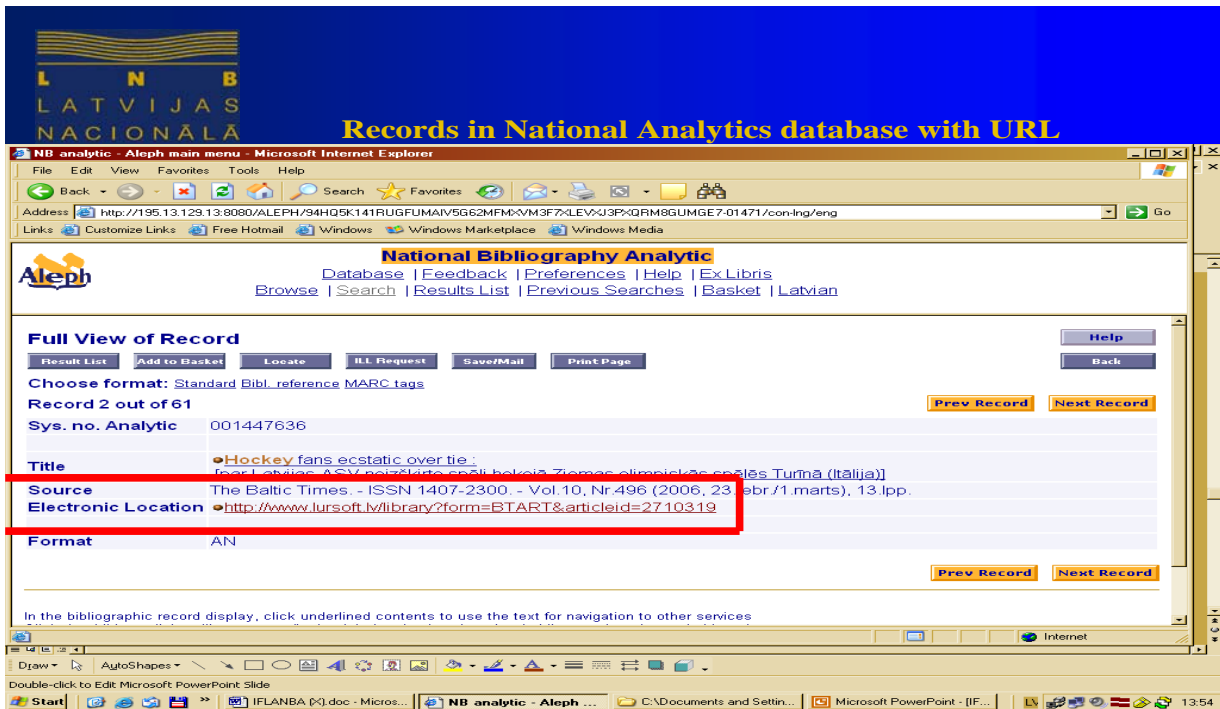 L N B
LATVIJAS
NACIONĀLĀ
Records in National Analytics database with URL
NB analytic - Aleph main menu - Microsoft Internet Explorer
File Edit View Favorites Tools Help
Back Search Favorites
Address http://195.13.129.13:8080/ALEPH/94HQ5K141RUGFUMAIV5G62MFMXVM3F7XLEVXJ3PXQRM8GUMGE7-01471/con-lng/eng Go
Links Customize Links Free Hotmail Windows Windows Marketplace Windows Media
Aleph
National Bibliography Analytic
Database | Feedback | Preferences | Help | Ex Libris
Browse | Search | Results List | Previous Searches | Basket | Latvian
Full View of Record Help
Result List Add to Basket Locate ILL Request Save/Mail Print Page Back
Choose format: Standard Bibl. reference MARC tags
Record 2 out of 61 Prev Record Next Record
Sys. no. Analytic 001447636
Title Hockey fans ecstatic over tie :
[par Latvijas-ASV neizšķirto spēli hokejā Ziemas olimpiskās spēlēs Turīnā (Itālija)]
Source The Baltic Times. - ISSN 1407-2300. - Vol.10, Nr.496 (2006, 23.febr./1.marts), 13.lpp.
Electronic Location http://www.lursoft.lv/library?form=BTART&articleid=2710319
Format AN
Prev Record Next Record
In the bibliographic record display, click underlined contents to use the text for navigation to other services
Internet
Draw AutoShapes
Double-click to Edit Microsoft PowerPoint Slide
Start IFLANBA (X).doc - Micros... NB analytic - Aleph ... C:\Documents and Settin... Microsoft PowerPoint - [IF... LV 13:54